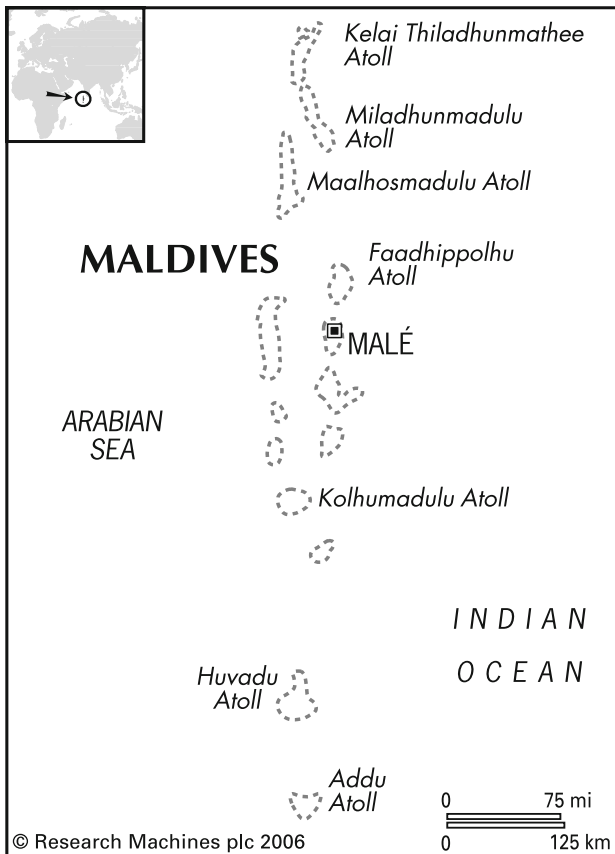 Kelai Thiladhunmathee
Atoll
Miladhunmadulu
Atoll
Maalhosmadulu Atoll
MALDIVES
Faadhippolhu
Atoll
MALÉ
ARABIAN
SEA
Kolhumadulu Atoll
INDIAN
OCEAN
Huvadu
Atoll
Addu
Atoll
0 75 mi
0 125 km
© Research Machines plc 2006